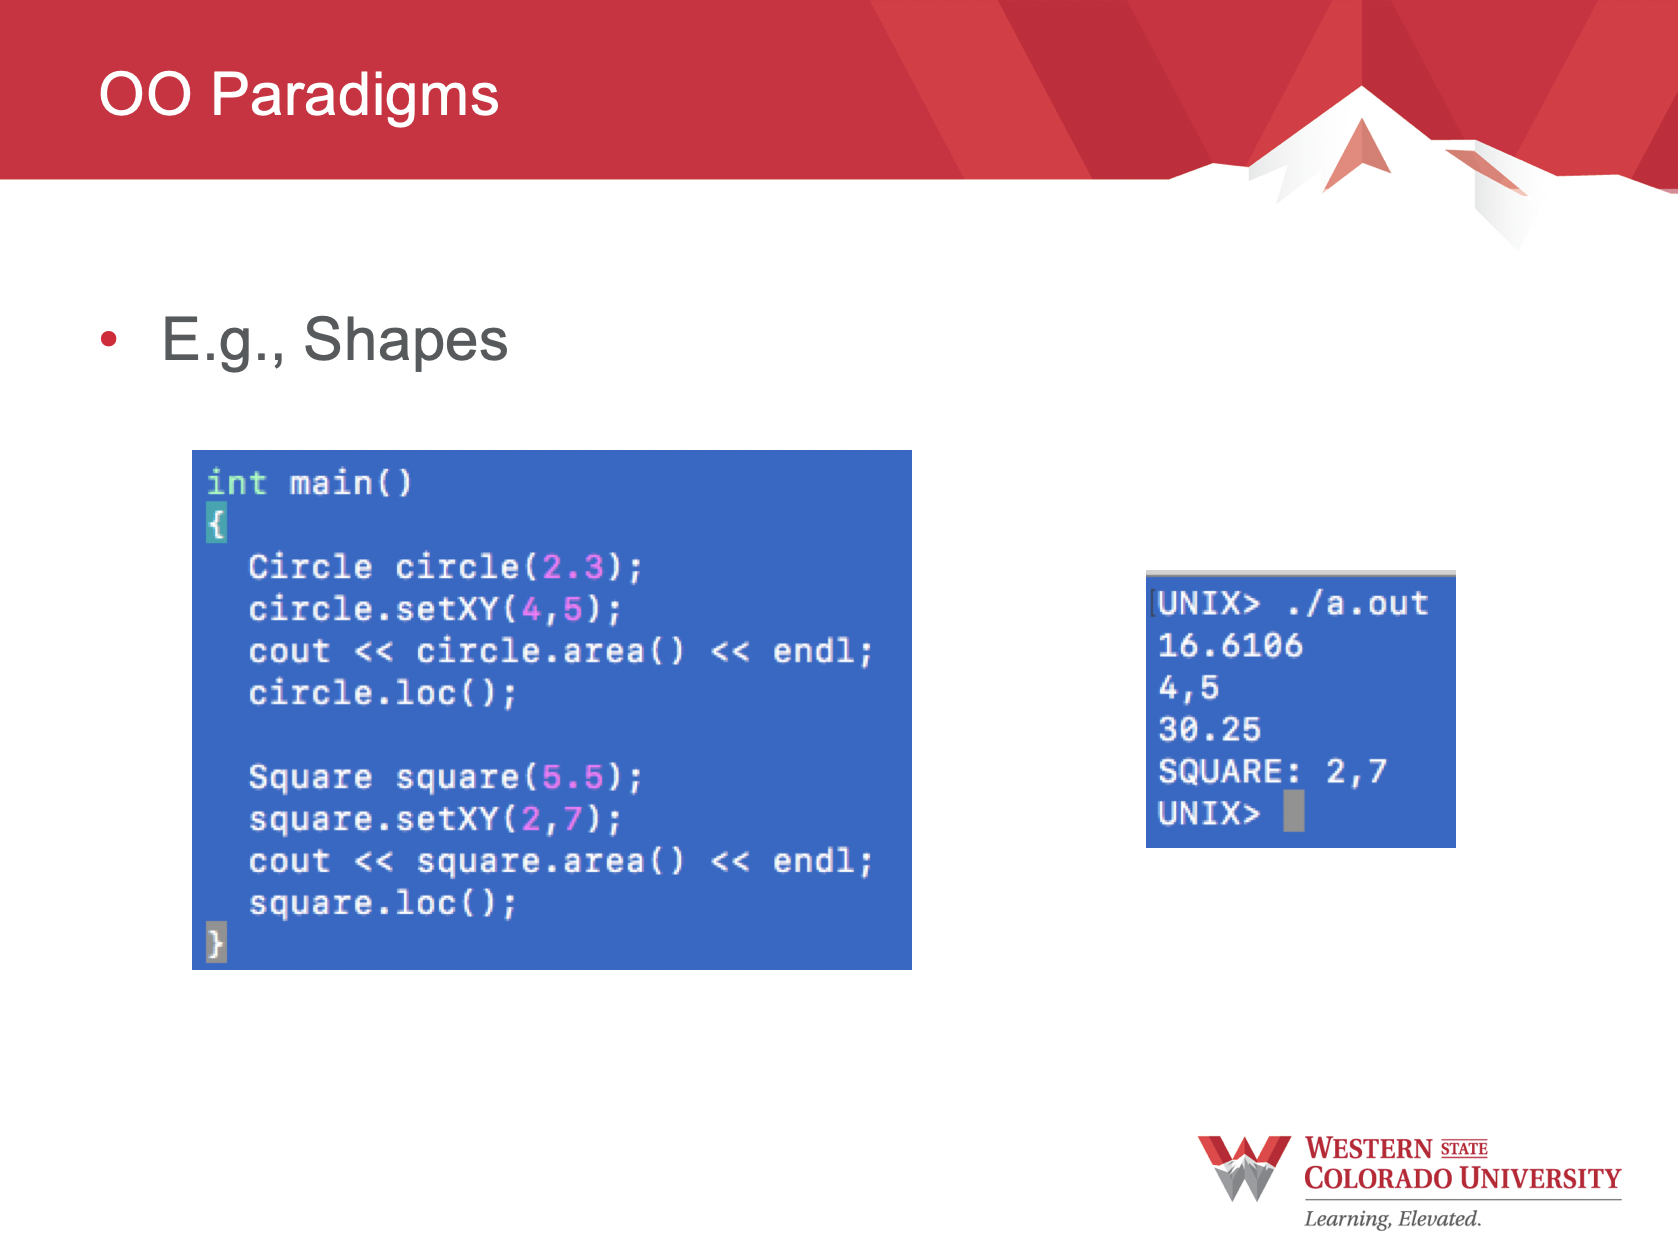 OO Paradigms
• E.g., Shapes
int main()
{
  Circle circle(2.3);
  circle.setXY(4,5);
  cout << circle.area() << endl;
  circle.loc();

  Square square(5.5);
  square.setXY(2,7);
  cout << square.area() << endl;
  square.loc();
}
UNIX> ./a.out
16.6106
4,5
30.25
SQUARE: 2,7
UNIX>
WESTERN STATE
COLORADO UNIVERSITY
Learning, Elevated.